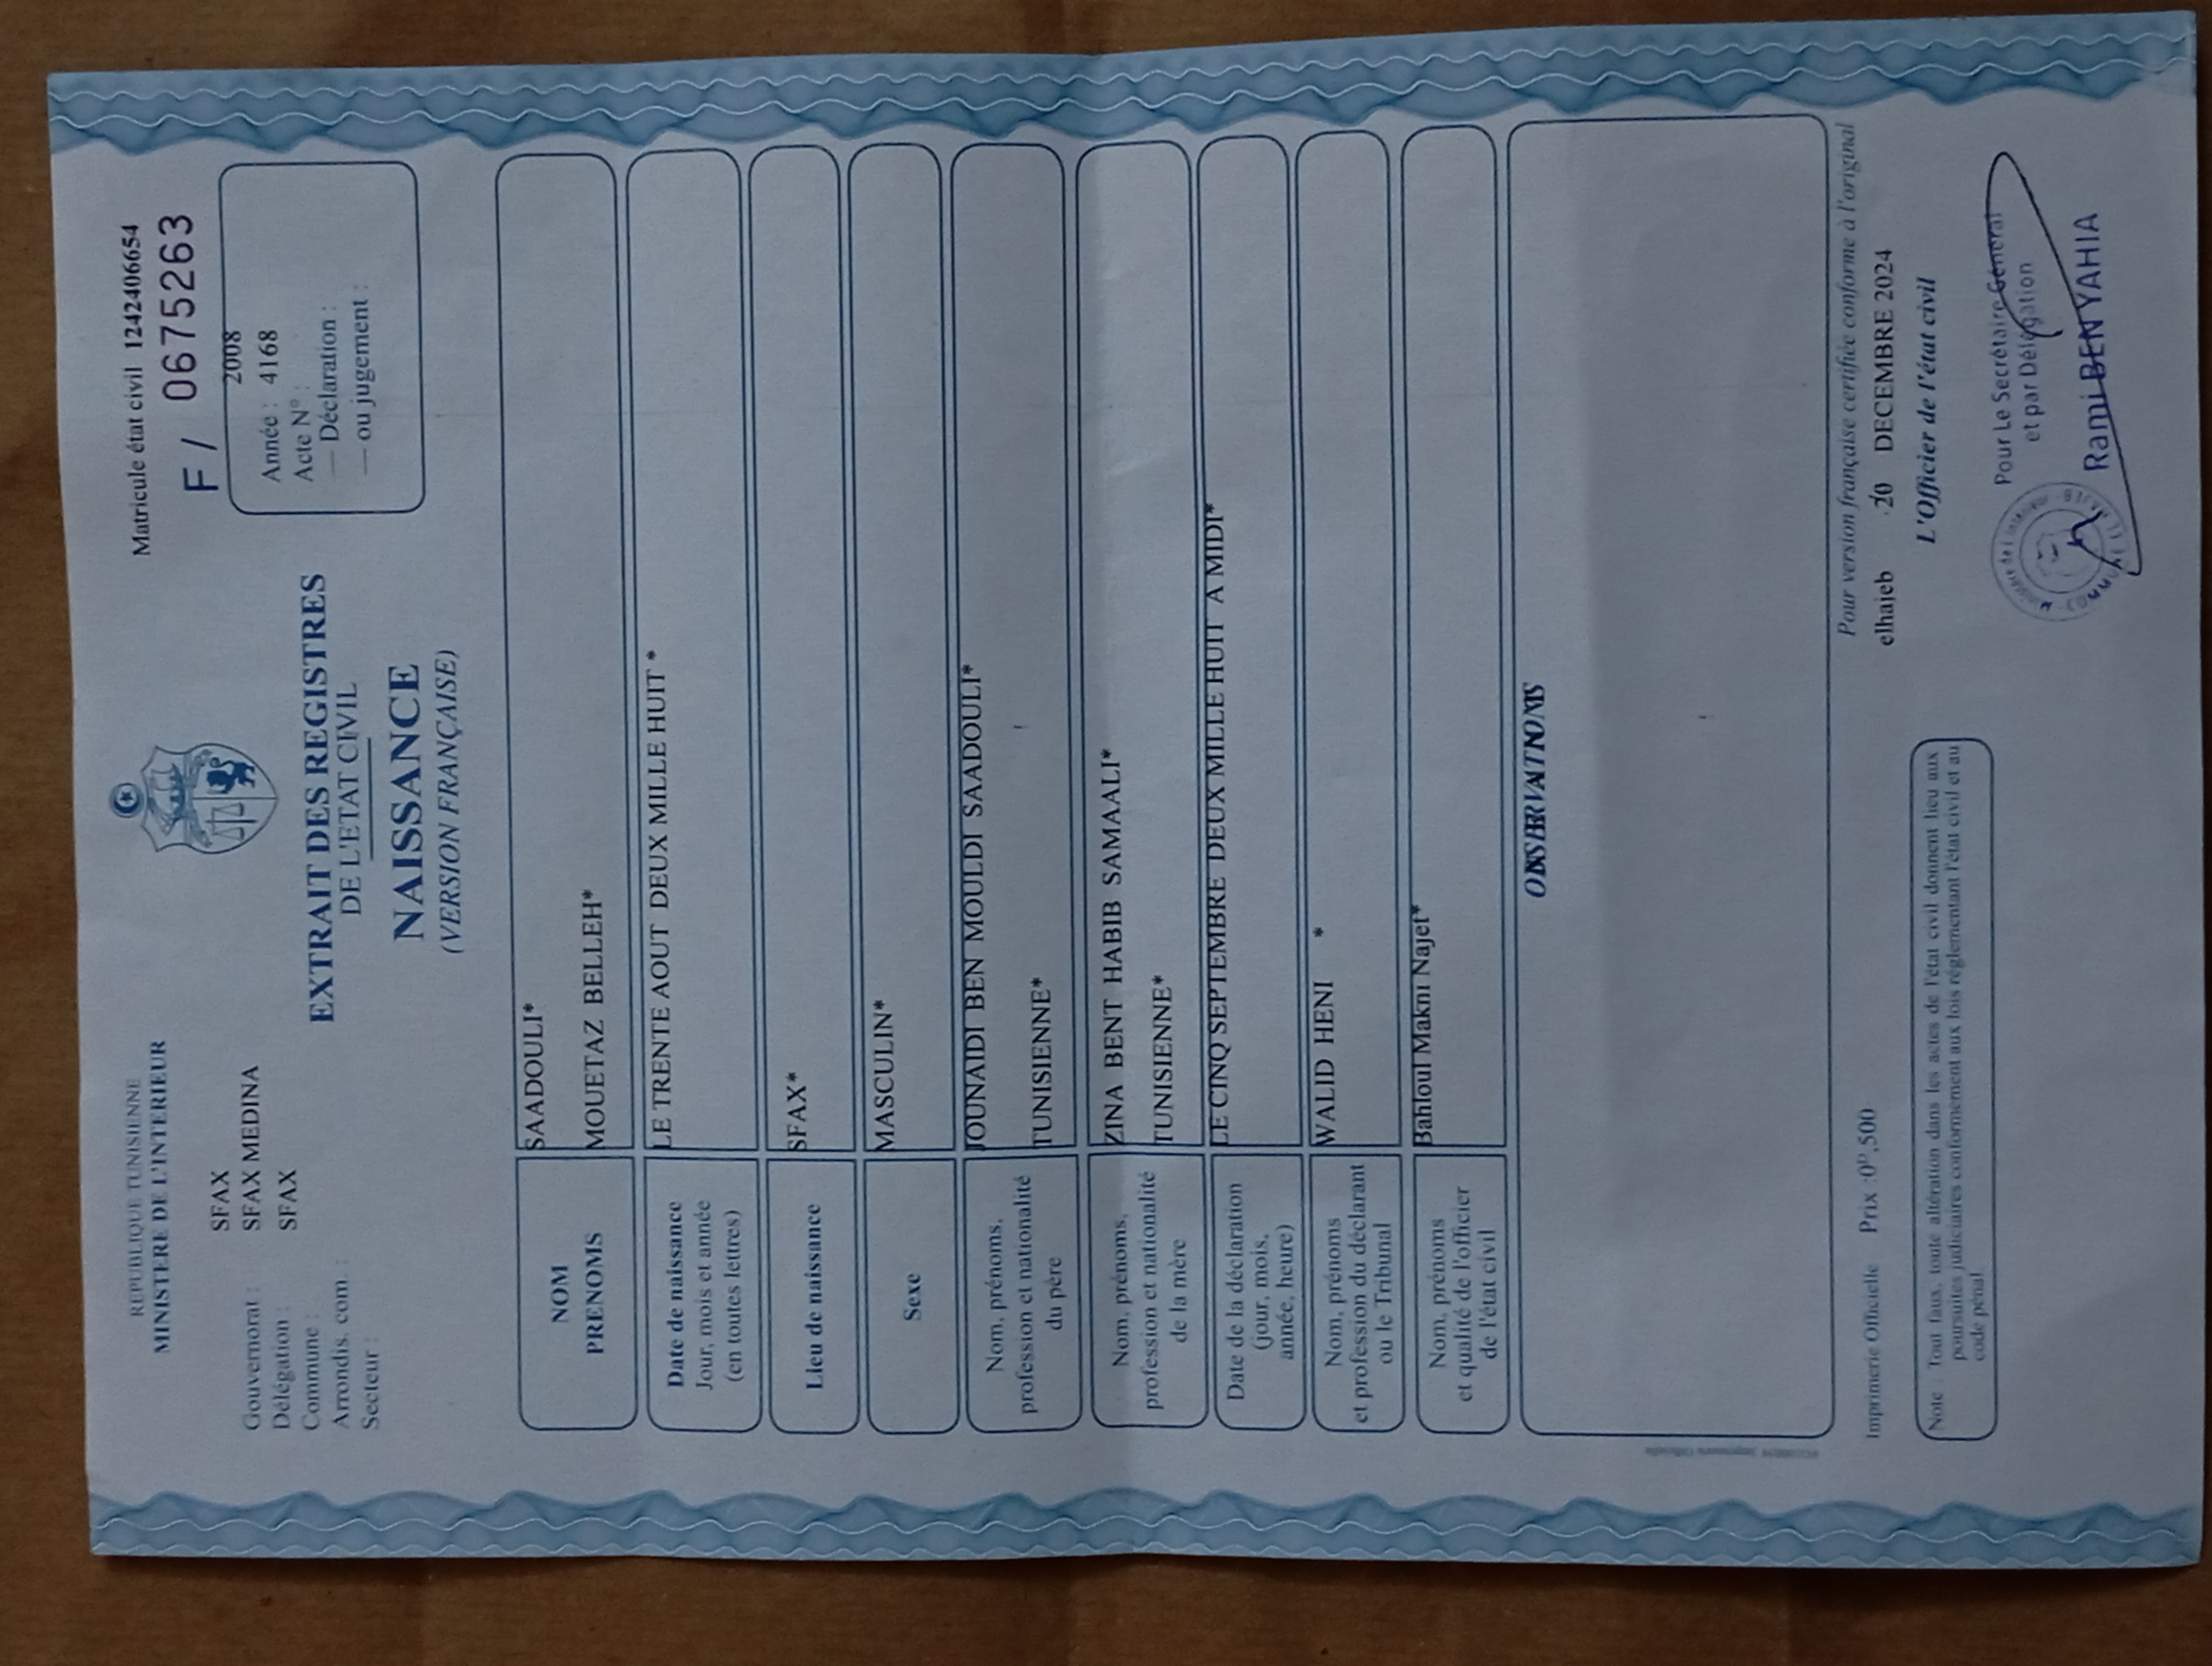 REPUBLIQUE TUNISIENNE
MINISTERE DE L'INTERIEUR
Matricule état civil 1242406654
F / 0675263
Gouvernorat : SFAX
Délégation : SFAX MEDINA
Commune : SFAX
Arrondis. com. :
Secteur :
2008
Année : 4168
Acte N° :
— Déclaration :
— ou jugement :
EXTRAIT DES REGISTRES
DE L'ETAT CIVIL
NAISSANCE
(VERSION FRANÇAISE)
NOM SAADOULI*
PRENOMS MOUETAZ BELLEH*
Date de naissance
Jour, mois et année
(en toutes lettres)
LE TRENTE AOUT DEUX MILLE HUIT *
Lieu de naissance SFAX*
Sexe MASCULIN*
Nom, prénoms,
profession et nationalité
du père
JOUNAIDI BEN MOULDI SAADOULI*
TUNISIENNE*
Nom, prénoms,
profession et nationalité
de la mère
ZINA BENT HABIB SAMAALI*
TUNISIENNE*
Date de la déclaration
(jour, mois,
année, heure)
LE CINQ SEPTEMBRE DEUX MILLE HUIT A MIDI*
Nom, prénoms
et profession du déclarant
ou le Tribunal
WALID HENI *
Nom, prénoms
et qualité de l'officier
de l'état civil
Bahloul Makni Najet*
OBSERVATIONS
Imprimerie Officielle Prix : 0D,500
Pour version française certifiée conforme à l'original
elhajeb 20 DECEMBRE 2024
L'Officier de l'état civil
Note : Tout faux, toute altération dans les actes de l'état civil donnent lieu aux
poursuites judiciaires conformément aux lois réglementant l'état civil et au
code pénal
Pour Le Secrétaire Général
et par Délégation
Rami BEN YAHIA